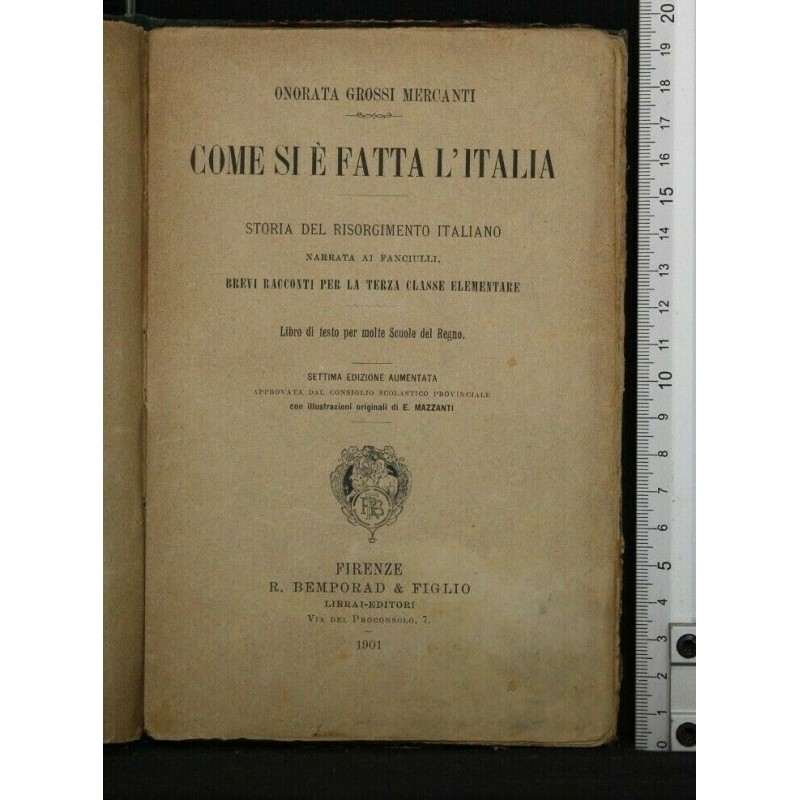 ONORATA GROSSI MERCANTI
COME SI È FATTA L'ITALIA
STORIA DEL RISORGIMENTO ITALIANO
NARRATA AI FANCIULLI.
BREVI RACCONTI PER LA TERZA CLASSE ELEMENTARE
Libro di testo per molte Scuole del Regno.
SETTIMA EDIZIONE AUMENTATA
APPROVATA DAL CONSIGLIO SCOLASTICO PROVINCIALE
con illustrazioni originali di E. MAZZANTI
RB
FIRENZE
R. BEMPORAD & FIGLIO
LIBRAI-EDITORI
VIA DEL PROCONSOLO, 7.
1901
20
19
18
17
16
15
14
13
12
11
10
9
8
7
6
5
4
3
2
1
0